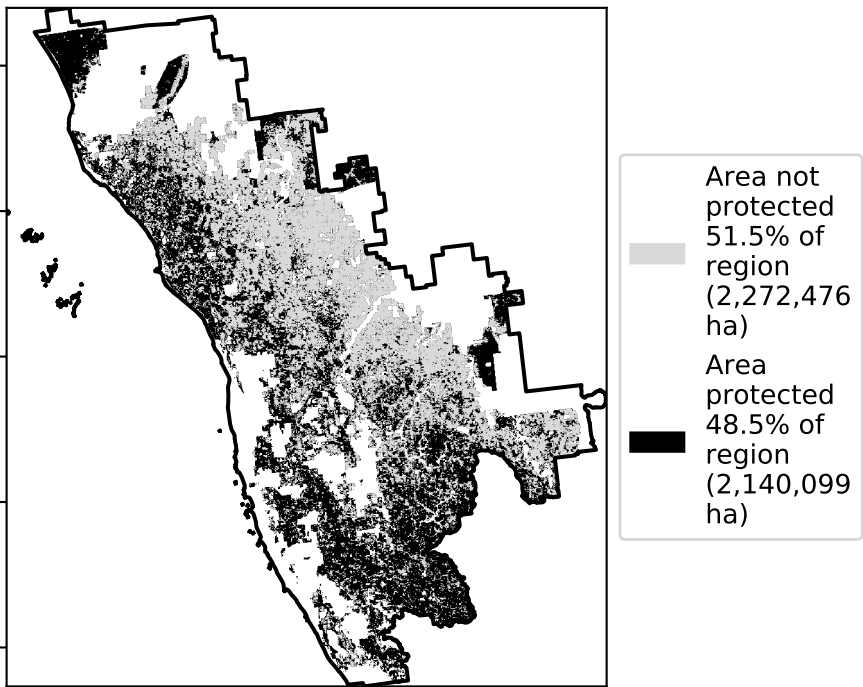 Area not
protected
51.5% of
region
(2,272,476
ha)
Area
protected
48.5% of
region
(2,140,099
ha)